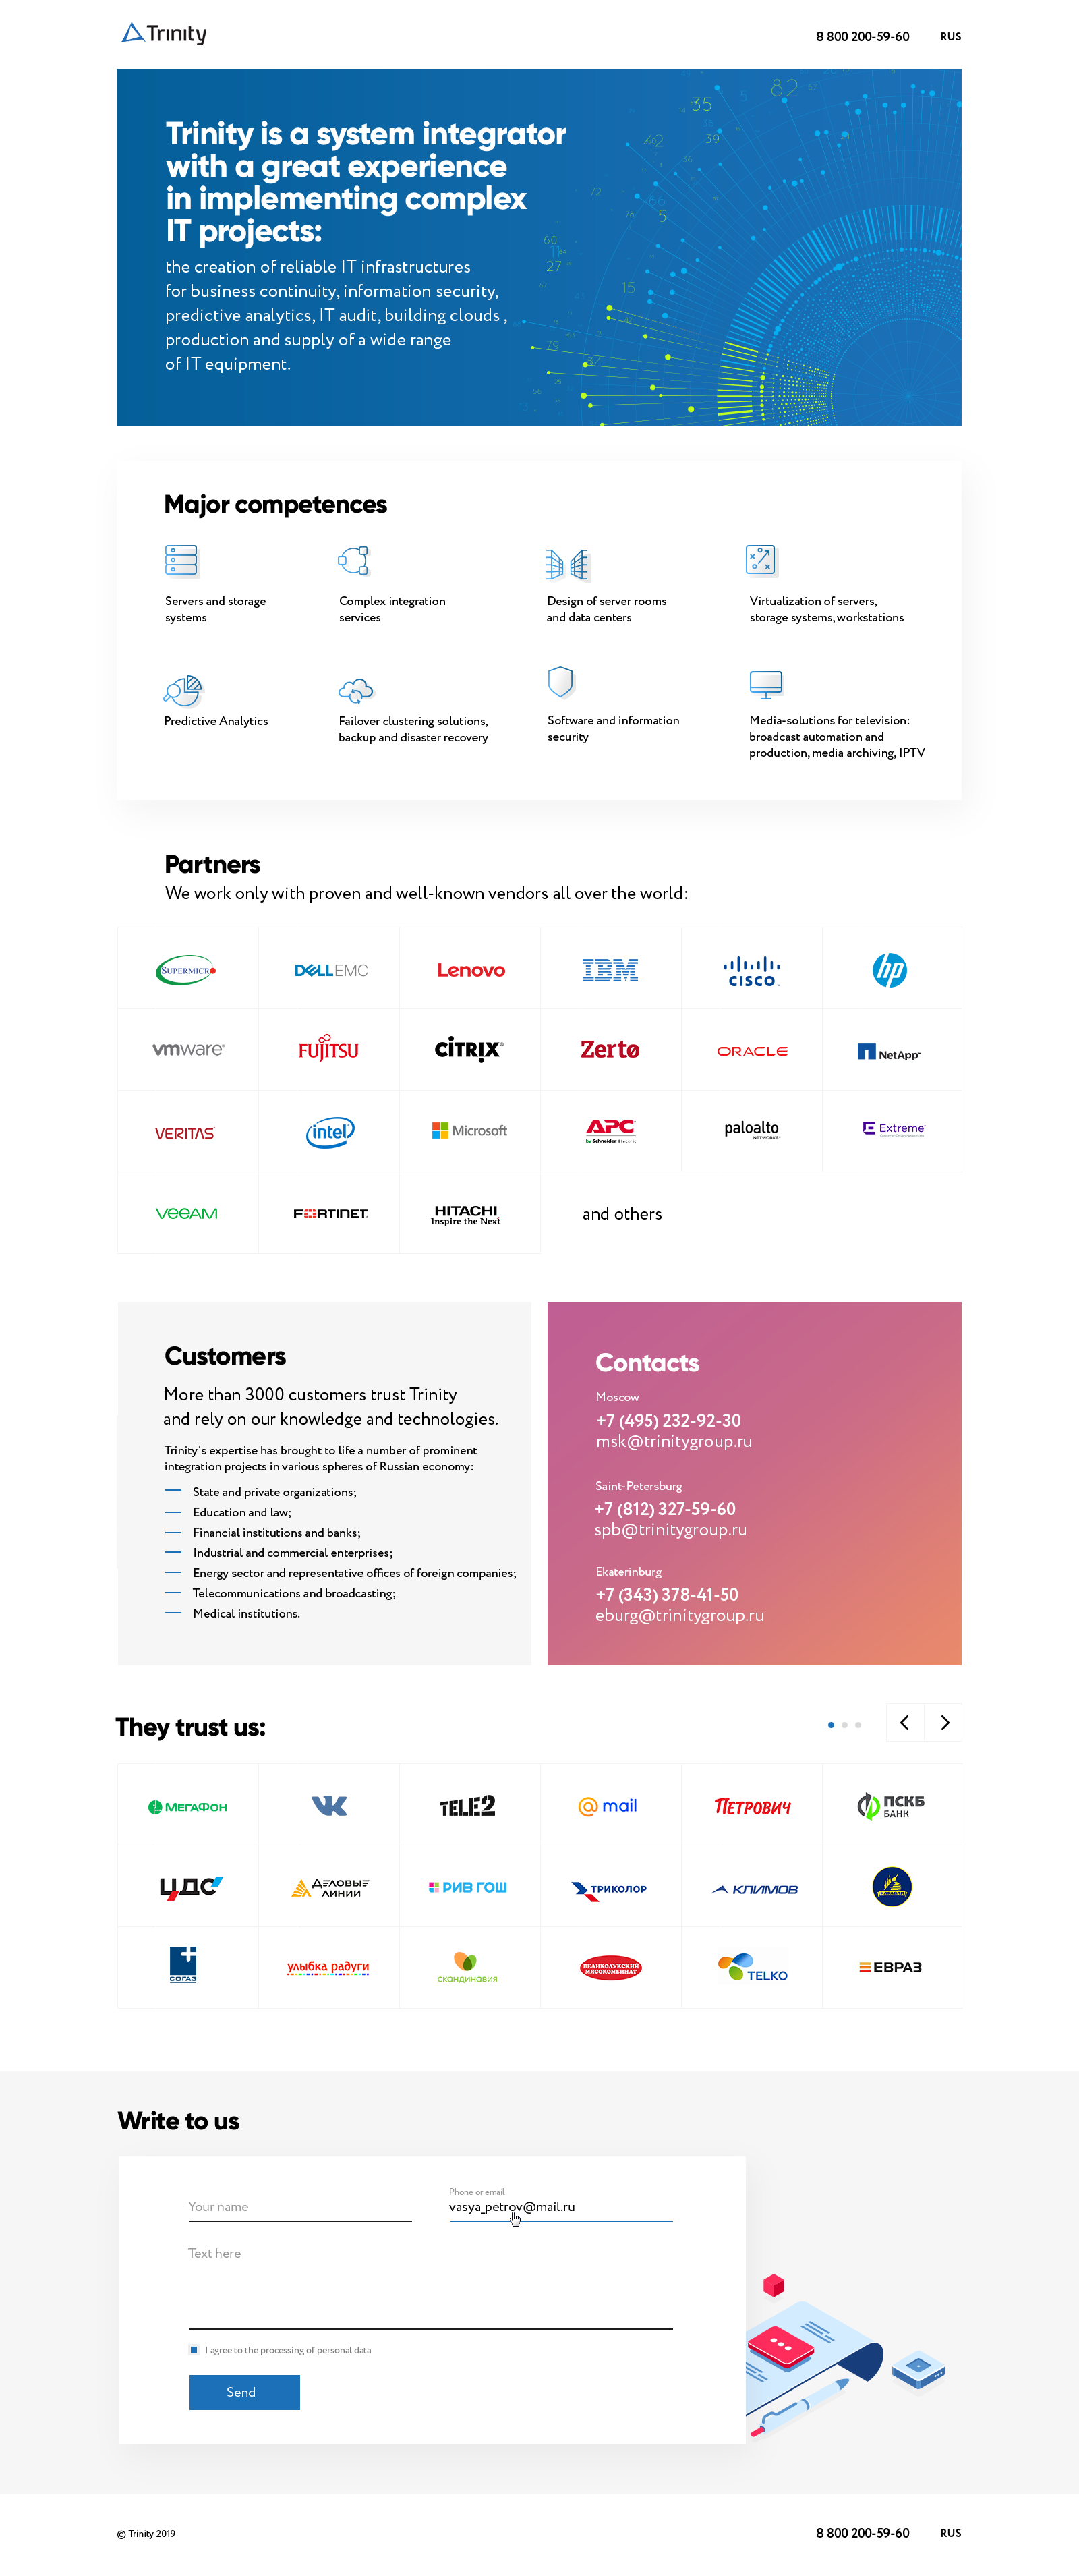 Trinity
8 800 200-59-60
RUS
Trinity is a system integrator
with a great experience
in implementing complex
IT projects:
the creation of reliable IT infrastructures
for business continuity, information security,
predictive analytics, IT audit, building clouds ,
production and supply of a wide range
of IT equipment.
82
35
5
39
42
72
5
60
27
15
Major competences
Servers and storage
systems
Complex integration
services
Design of server rooms
and data centers
Virtualization of servers,
storage systems, workstations
Predictive Analytics
Failover clustering solutions,
backup and disaster recovery
Software and information
security
Media-solutions for television:
broadcast automation and
production, media archiving, IPTV
Partners
We work only with proven and well-known vendors all over the world:
SUPERMICRO
DELL EMC
Lenovo
IBM
CISCO
hp
vmware
FUJITSU
CITRIX
Zerto
ORACLE
NetApp
VERITAS
intel
Microsoft
APC
by Schneider Electric
paloalto
NETWORKS
Extreme
VEEAM
FORTINET
HITACHI
Inspire the Next
and others
Customers
More than 3000 customers trust Trinity
and rely on our knowledge and technologies.
Trinity's expertise has brought to life a number of prominent
integration projects in various spheres of Russian economy:
State and private organizations;
Education and law;
Financial institutions and banks;
Industrial and commercial enterprises;
Energy sector and representative offices of foreign companies;
Telecommunications and broadcasting;
Medical institutions.
Contacts
Moscow
+7 (495) 232-92-30
msk@trinitygroup.ru
Saint-Petersburg
+7 (812) 327-59-60
spb@trinitygroup.ru
Ekaterinburg
+7 (343) 378-41-50
eburg@trinitygroup.ru
They trust us:
МЕГАФОН
VK
TELE2
@mail
ПЕТРОВИЧ
ПСКБ
БАНК
ЦДС
ДЕЛОВЫЕ
ЛИНИИ
РИВ ГОШ
ТРИКОЛОР
КЛИМОВ
КАРАВАЙ
СОГАЗ
улыбка радуги
СКАНДИНАВИЯ
ВЕЛИКОЛУКСКИЙ
МЯСОКОМБИНАТ
TELKO
ЕВРАЗ
Write to us
Your name
Phone or email
vasya_petrov@mail.ru
Text here
I agree to the processing of personal data
Send
© Trinity 2019
8 800 200-59-60
RUS